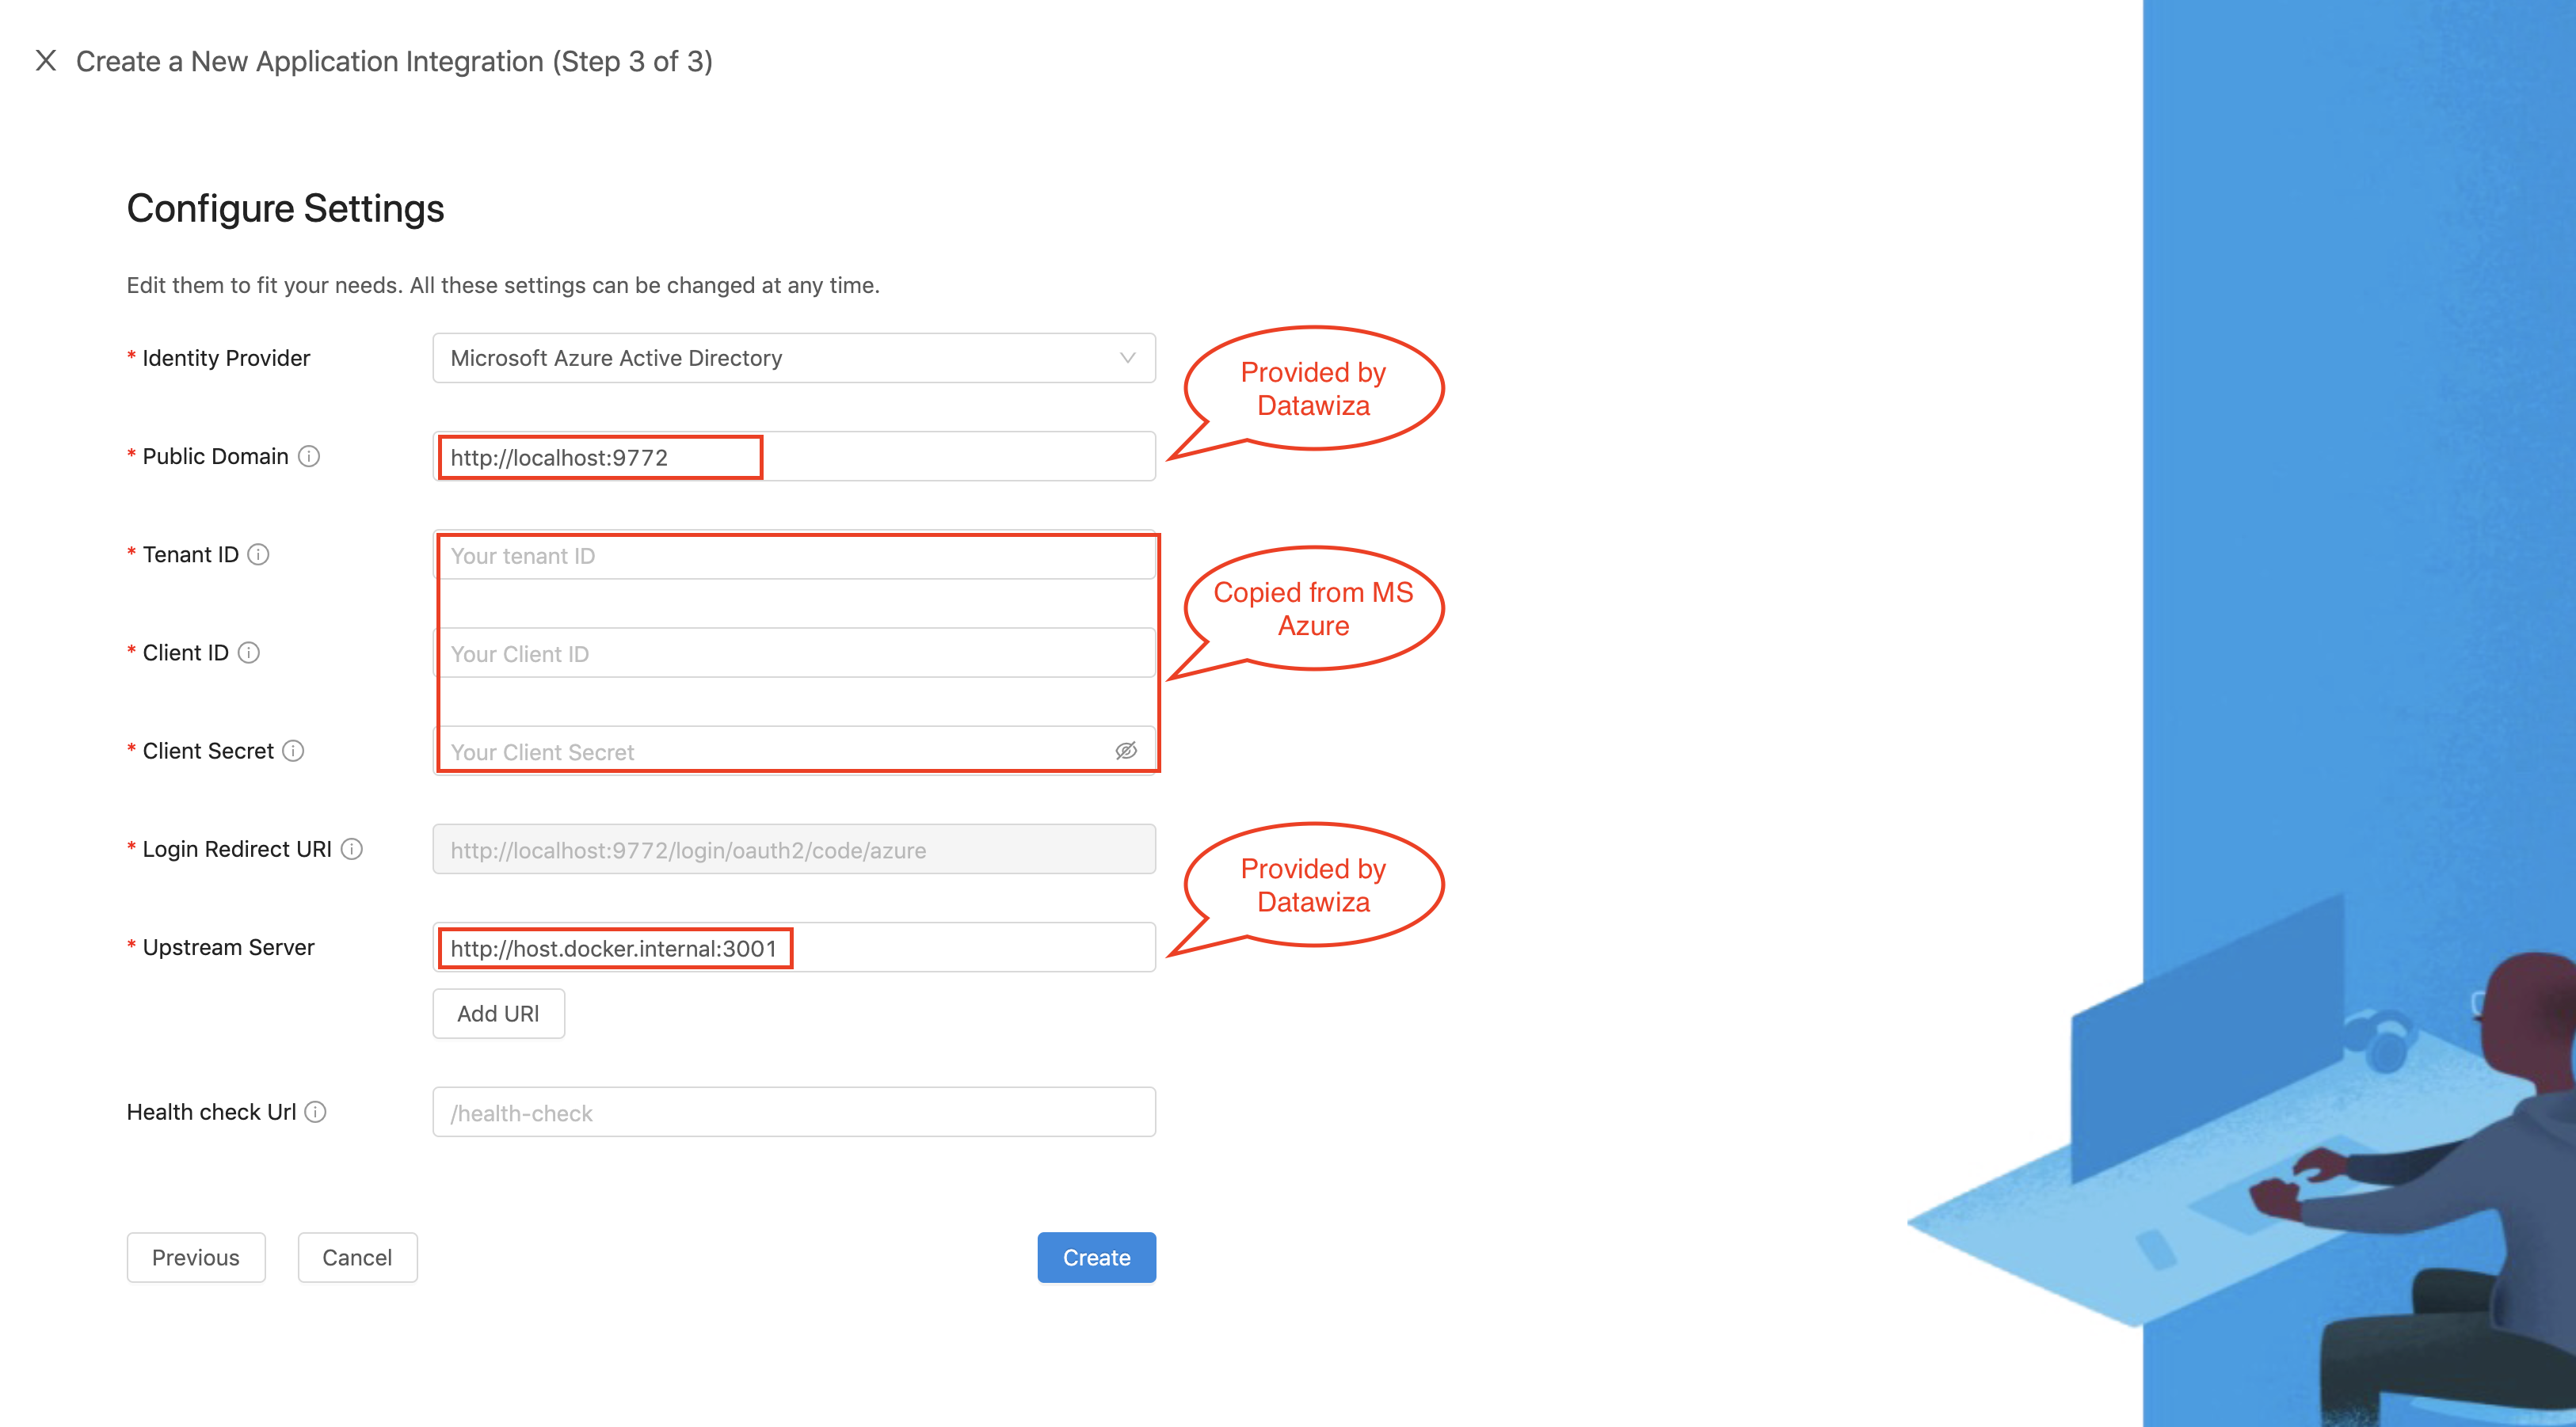 Create a New Application Integration (Step 3 of 3)
Configure Settings
Edit them to fit your needs. All these settings can be changed at any time.
* Identity Provider
Microsoft Azure Active Directory
Provided by
Datawiza
* Public Domain
http://localhost:9772
* Tenant ID
Your tenant ID
Copied from MS
Azure
* Client ID
Your Client ID
* Client Secret
Your Client Secret
* Login Redirect URI
http://localhost:9772/login/oauth2/code/azure
Provided by
Datawiza
* Upstream Server
http://host.docker.internal:3001
Add URI
Health check Url
/health-check
Previous
Cancel
Create